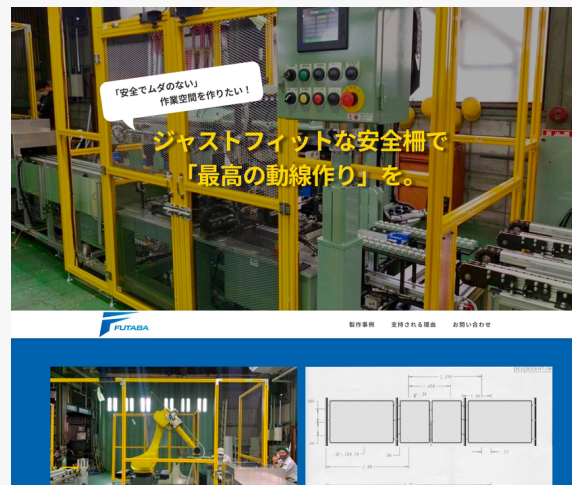 「安全でムダのない」
作業空間を作りたい！
ジャストフィットな安全柵で
「最高の動線作り」を。
FUTABA
製作事例 支持される理由 お問い合わせ